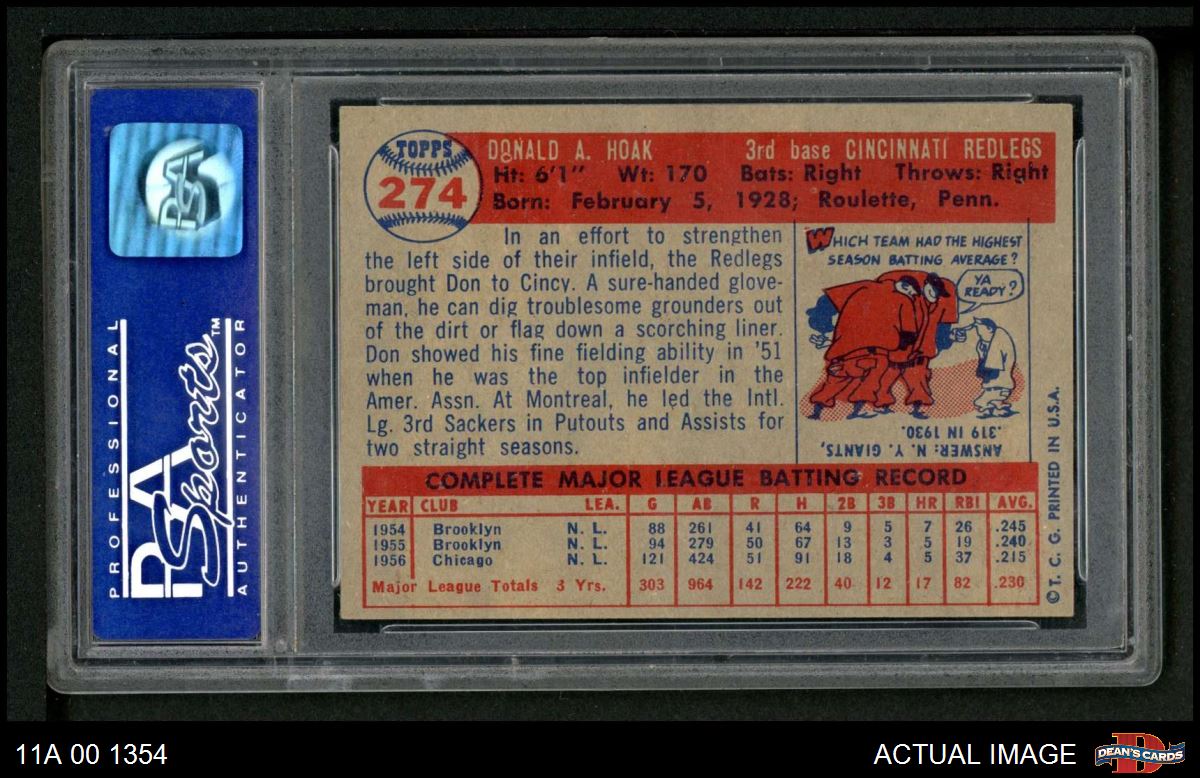 PSA
PROFESSIONAL
PSA
Sports™
AUTHENTICATOR
TOPPS
274
DONALD A. HOAK 3rd base CINCINNATI REDLEGS
Ht: 6'1" Wt: 170 Bats: Right Throws: Right
Born: February 5, 1928; Roulette, Penn.
In an effort to strengthen
the left side of their infield, the Redlegs
brought Don to Cincy. A sure-handed glove-
man, he can dig troublesome grounders out
of the dirt or flag down a scorching liner.
Don showed his fine fielding ability in '51
when he was the top infielder in the
Amer. Assn. At Montreal, he led the Intl.
Lg. 3rd Sackers in Putouts and Assists for
two straight seasons.
WHICH TEAM HAD THE HIGHEST
SEASON BATTING AVERAGE?
YA
READY?
ANSWER: N. Y. GIANTS,
.319 IN 1930.
COMPLETE MAJOR LEAGUE BATTING RECORD
YEAR CLUB LEA. G AB R H 2B 3B HR RBI AVG.
1954 Brooklyn N. L. 88 261 41 64 9 5 7 26 .245
1955 Brooklyn N. L. 94 279 50 67 13 3 5 19 .240
1956 Chicago N. L. 121 424 51 91 18 4 5 37 .215
Major League Totals 3 Yrs. 303 964 142 222 40 12 17 82 .230
© T. C. G. PRINTED IN U.S.A.
11A 00 1354
ACTUAL IMAGE
D
DEAN'S CARDS